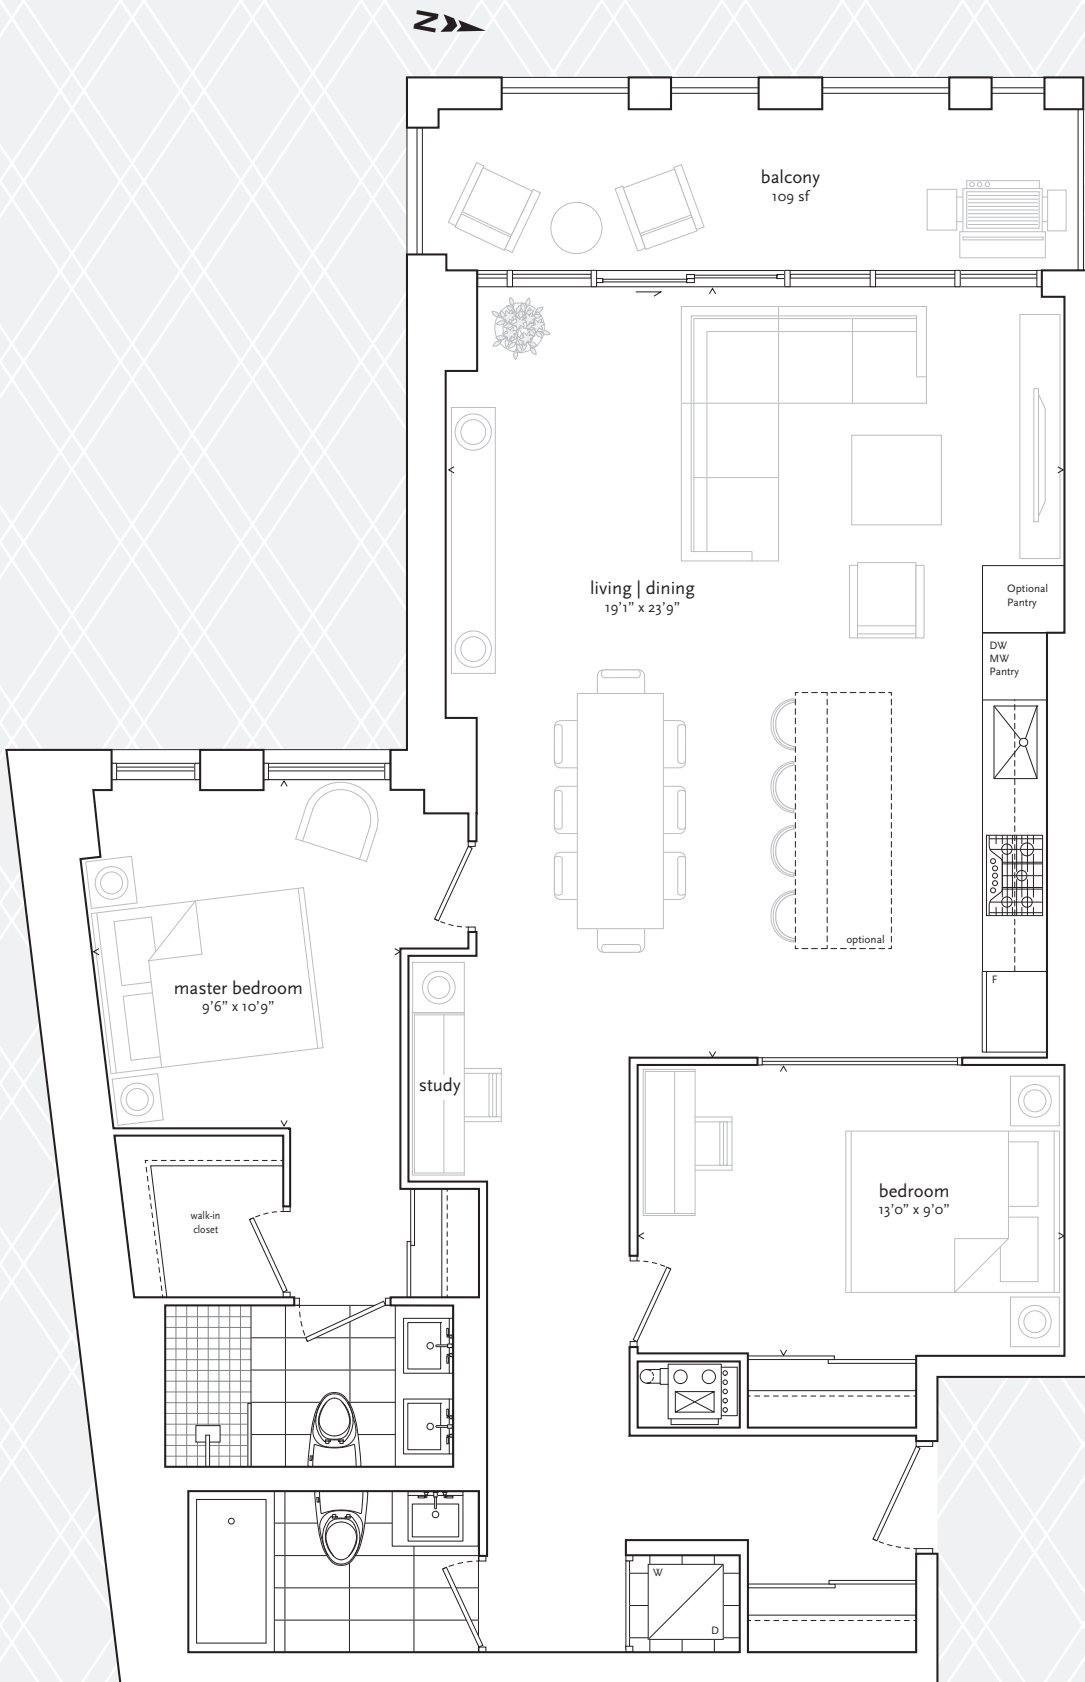 N
balcony
109 sf
living | dining
19'1" x 23'9"
Optional
Pantry
DW
MW
Pantry
optional
F
master bedroom
9'6" x 10'9"
study
bedroom
13'0" x 9'0"
walk-in
closet
W
D